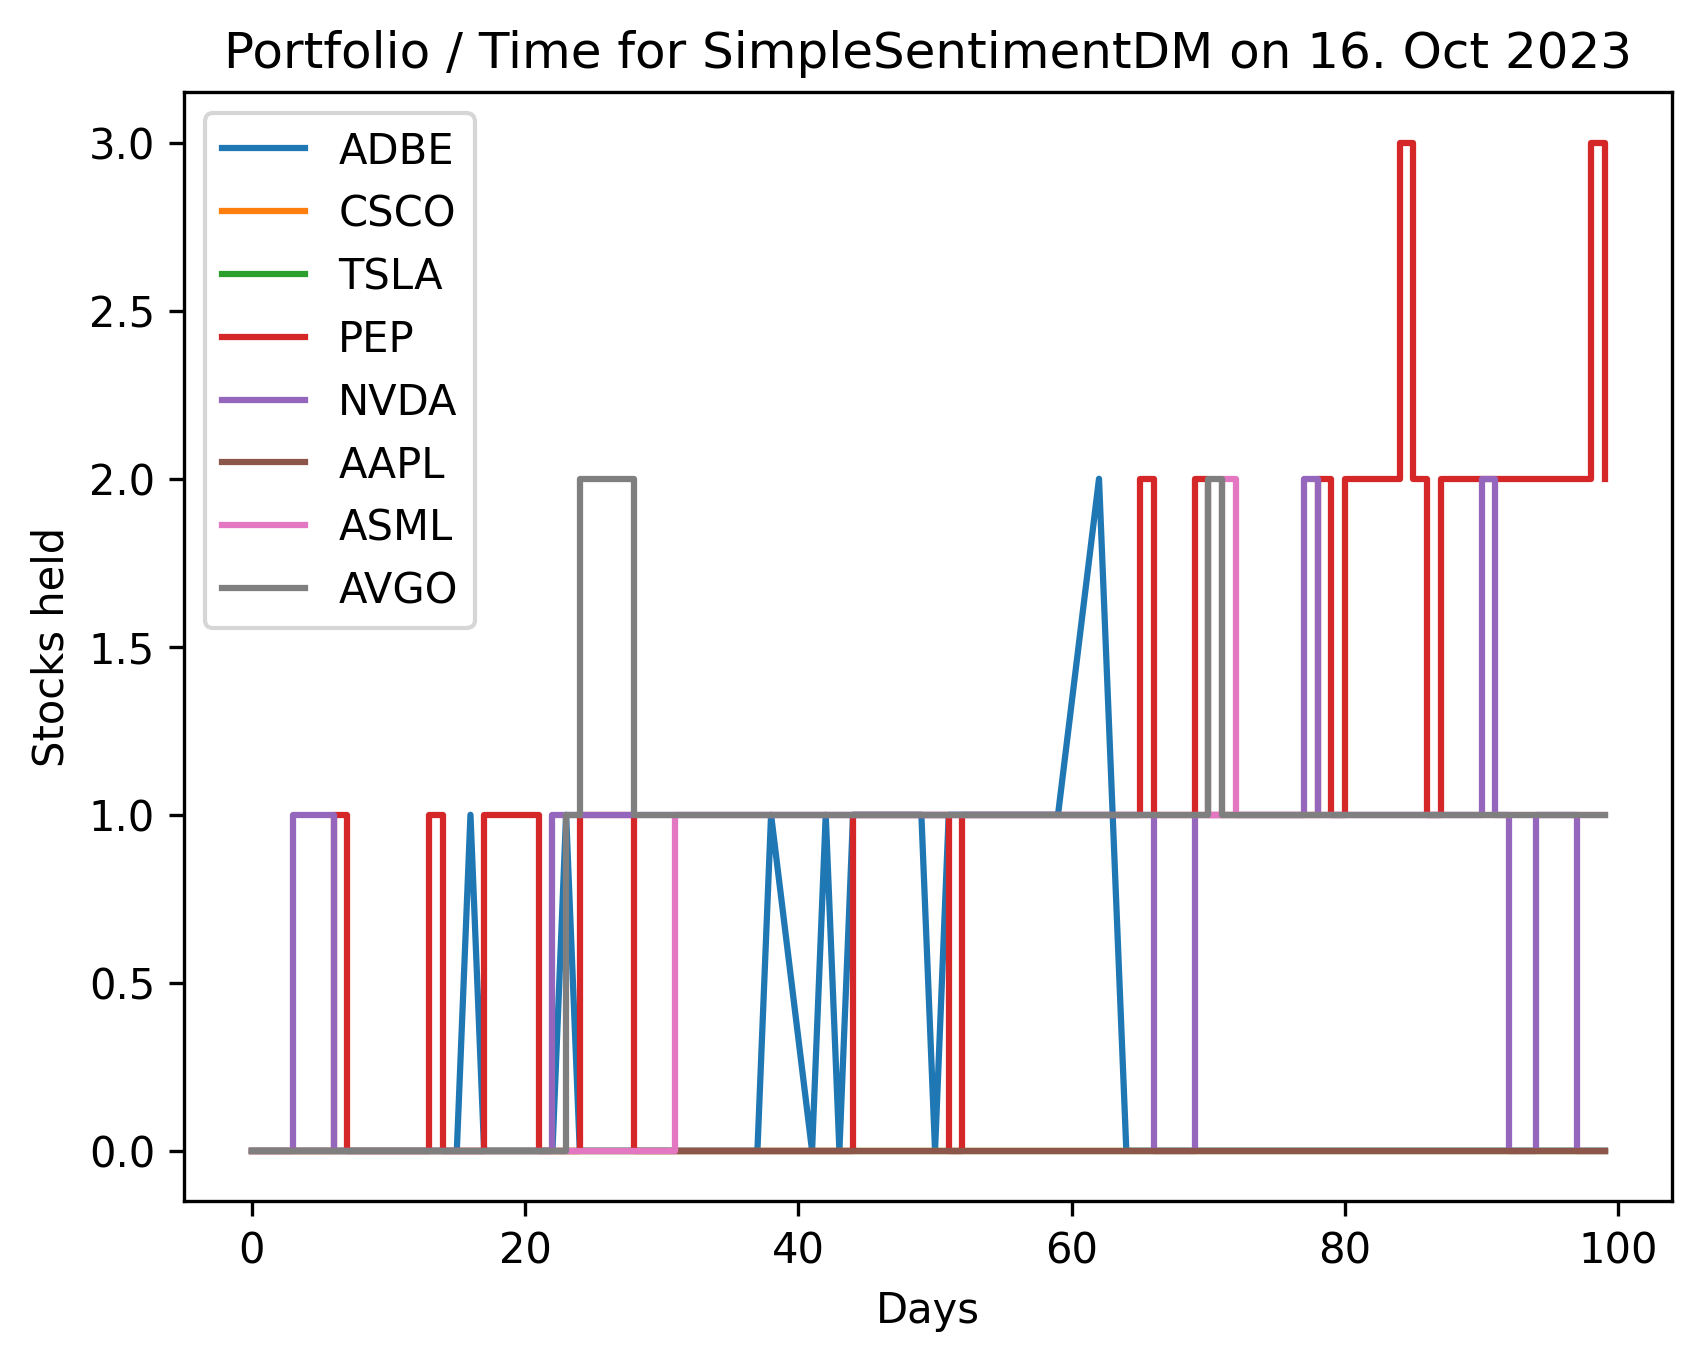 Portfolio / Time for SimpleSentimentDM on 16. Oct 2023
ADBE
CSCO
TSLA
PEP
NVDA
AAPL
ASML
AVGO
Stocks held
3.0
2.5
2.0
1.5
1.0
0.5
0.0
0 20 40 60 80 100
Days